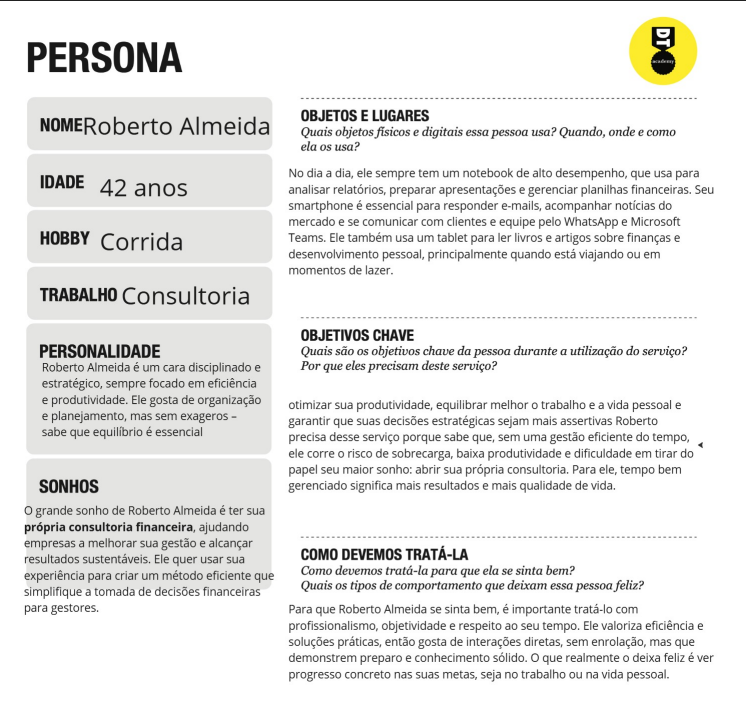 PERSONA
DT
academy
NOME Roberto Almeida
IDADE 42 anos
HOBBY Corrida
TRABALHO Consultoria
PERSONALIDADE
Roberto Almeida é um cara disciplinado e
estratégico, sempre focado em eficiência
e produtividade. Ele gosta de organização
e planejamento, mas sem exageros –
sabe que equilíbrio é essencial
SONHOS
O grande sonho de Roberto Almeida é ter sua
própria consultoria financeira, ajudando
empresas a melhorar sua gestão e alcançar
resultados sustentáveis. Ele quer usar sua
experiência para criar um método eficiente que
simplifique a tomada de decisões financeiras
para gestores.
OBJETOS E LUGARES
Quais objetos físicos e digitais essa pessoa usa? Quando, onde e como
ela os usa?
No dia a dia, ele sempre tem um notebook de alto desempenho, que usa para
analisar relatórios, preparar apresentações e gerenciar planilhas financeiras. Seu
smartphone é essencial para responder e-mails, acompanhar notícias do
mercado e se comunicar com clientes e equipe pelo WhatsApp e Microsoft
Teams. Ele também usa um tablet para ler livros e artigos sobre finanças e
desenvolvimento pessoal, principalmente quando está viajando ou em
momentos de lazer.
OBJETIVOS CHAVE
Quais são os objetivos chave da pessoa durante a utilização do serviço?
Por que eles precisam deste serviço?
otimizar sua produtividade, equilibrar melhor o trabalho e a vida pessoal e
garantir que suas decisões estratégicas sejam mais assertivas Roberto
precisa desse serviço porque sabe que, sem uma gestão eficiente do tempo,
ele corre o risco de sobrecarga, baixa produtividade e dificuldade em tirar do
papel seu maior sonho: abrir sua própria consultoria. Para ele, tempo bem
gerenciado significa mais resultados e mais qualidade de vida.
COMO DEVEMOS TRATÁ-LA
Como devemos tratá-la para que ela se sinta bem?
Quais os tipos de comportamento que deixam essa pessoa feliz?
Para que Roberto Almeida se sinta bem, é importante tratá-lo com
profissionalismo, objetividade e respeito ao seu tempo. Ele valoriza eficiência e
soluções práticas, então gosta de interações diretas, sem enrolação, mas que
demonstrem preparo e conhecimento sólido. O que realmente o deixa feliz é ver
progresso concreto nas suas metas, seja no trabalho ou na vida pessoal.